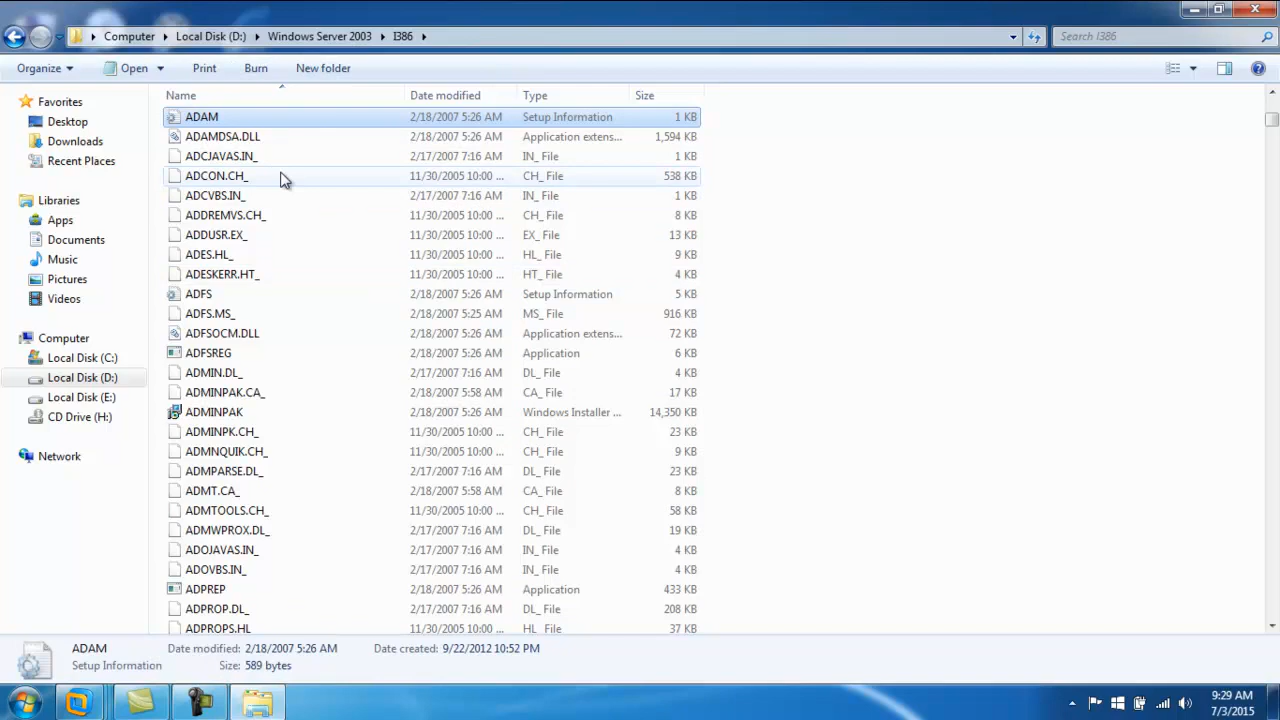 Computer Local Disk (D:) Windows Server 2003 I386 Search I386
Organize Open Print Burn New folder
Name Date modified Type Size
Favorites
Desktop
Downloads
Recent Places
Libraries
Apps
Documents
Music
Pictures
Videos
Computer
Local Disk (C:)
Local Disk (D:)
Local Disk (E:)
CD Drive (H:)
Network
ADAM 2/18/2007 5:26 AM Setup Information 1 KB
ADAMDSA.DLL 2/18/2007 5:26 AM Application extens... 1,594 KB
ADCJAVAS.IN_ 2/17/2007 7:16 AM IN_ File 1 KB
ADCON.CH_ 11/30/2005 10:00 ... CH_ File 538 KB
ADCVBS.IN_ 2/17/2007 7:16 AM IN_ File 1 KB
ADDREMVS.CH_ 11/30/2005 10:00 ... CH_ File 8 KB
ADDUSR.EX_ 11/30/2005 10:00 ... EX_ File 13 KB
ADES.HL_ 11/30/2005 10:00 ... HL_ File 9 KB
ADESKERR.HT_ 11/30/2005 10:00 ... HT_ File 4 KB
ADFS 2/18/2007 5:26 AM Setup Information 5 KB
ADFS.MS_ 2/18/2007 5:25 AM MS_ File 916 KB
ADFSOCM.DLL 2/18/2007 5:26 AM Application extens... 72 KB
ADFSREG 2/18/2007 5:26 AM Application 6 KB
ADMIN.DL_ 2/17/2007 7:16 AM DL_ File 4 KB
ADMINPAK.CA_ 2/18/2007 5:58 AM CA_ File 17 KB
ADMINPAK 2/18/2007 5:26 AM Windows Installer ... 14,350 KB
ADMINPK.CH_ 11/30/2005 10:00 ... CH_ File 23 KB
ADMNQUIK.CH_ 11/30/2005 10:00 ... CH_ File 9 KB
ADMPARSE.DL_ 2/17/2007 7:16 AM DL_ File 23 KB
ADMT.CA_ 2/18/2007 5:58 AM CA_ File 8 KB
ADMTOOLS.CH_ 11/30/2005 10:00 ... CH_ File 58 KB
ADMWPROX.DL_ 2/17/2007 7:16 AM DL_ File 19 KB
ADOJAVAS.IN_ 2/17/2007 7:16 AM IN_ File 4 KB
ADOVBS.IN_ 2/17/2007 7:16 AM IN_ File 4 KB
ADPREP 2/18/2007 5:26 AM Application 433 KB
ADPROP.DL_ 2/17/2007 7:16 AM DL_ File 208 KB
ADPROPS.HL 11/30/2005 10:00 ... HL File 37 KB
ADAM Date modified: 2/18/2007 5:26 AM Date created: 9/22/2012 10:52 PM
Setup Information Size: 589 bytes
9:29 AM
7/3/2015